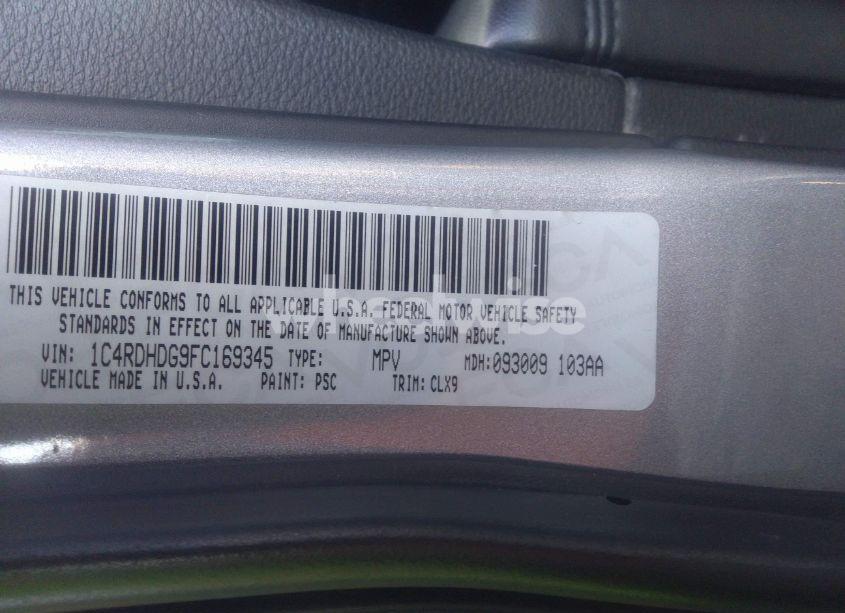 THIS VEHICLE CONFORMS TO ALL APPLICABLE U.S.A. FEDERAL MOTOR VEHICLE SAFETY
STANDARDS IN EFFECT ON THE DATE OF MANUFACTURE SHOWN ABOVE.
VIN: 1C4RDHDG9FC169345 TYPE: MPV MDH:093009 103AA
VEHICLE MADE IN U.S.A. PAINT: PSC TRIM: CLX9